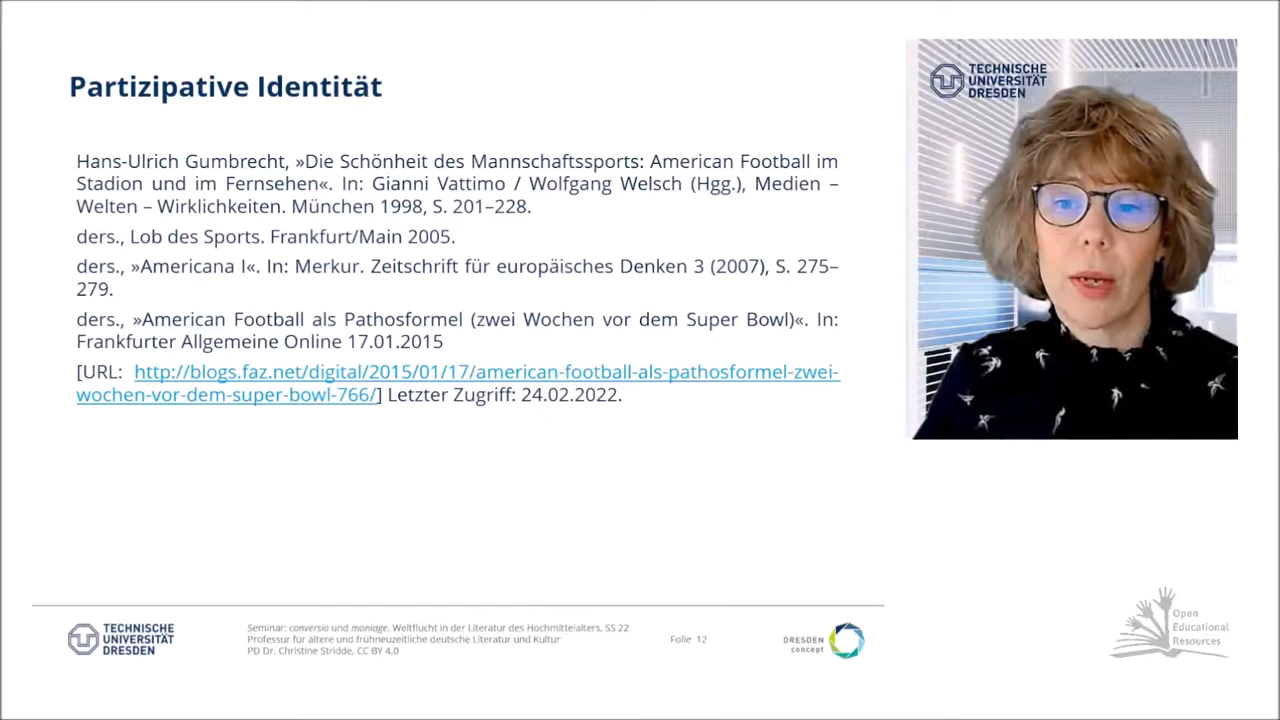 Partizipative Identität
Hans-Ulrich Gumbrecht, »Die Schönheit des Mannschaftssports: American Football im
Stadion und im Fernsehen«. In: Gianni Vattimo / Wolfgang Welsch (Hgg.), Medien –
Welten – Wirklichkeiten. München 1998, S. 201–228.
ders., Lob des Sports. Frankfurt/Main 2005.
ders., »Americana I«. In: Merkur. Zeitschrift für europäisches Denken 3 (2007), S. 275–
279.
ders., »American Football als Pathosformel (zwei Wochen vor dem Super Bowl)«. In:
Frankfurter Allgemeine Online 17.01.2015
[URL: http://blogs.faz.net/digital/2015/01/17/american-football-als-pathosformel-zwei-
wochen-vor-dem-super-bowl-766/] Letzter Zugriff: 24.02.2022.
TECHNISCHE
UNIVERSITÄT
DRESDEN
TECHNISCHE
UNIVERSITÄT
DRESDEN
Seminar: conversio und moniage. Weltflucht in der Literatur des Hochmittelalters, SS 22
Professur für ältere und frühneuzeitliche deutsche Literatur und Kultur
PD Dr. Christine Stridde, CC BY 4.0
Folie 12
DRESDEN
concept
Open
Educational
Resources